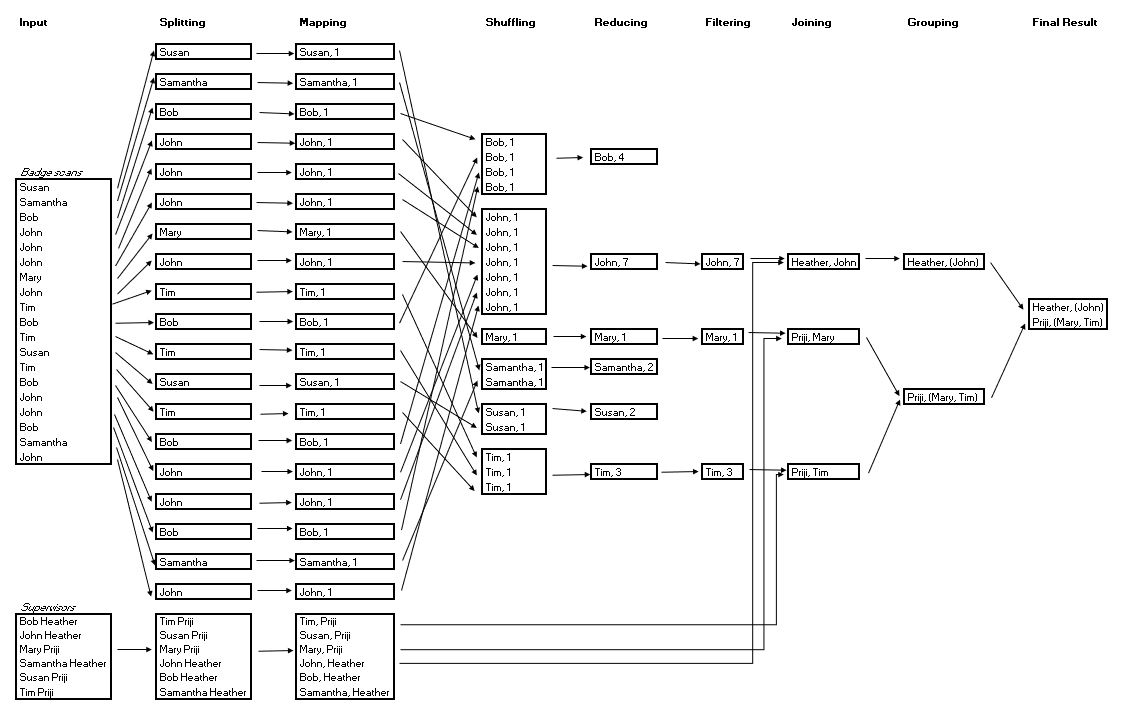 Input
Splitting
Mapping
Shuffling
Reducing
Filtering
Joining
Grouping
Final Result
Badge scans
Susan
Samantha
Bob
John
John
John
Mary
John
Tim
Bob
Tim
Susan
Tim
Bob
John
John
Bob
Samantha
John
Supervisors
Bob Heather
John Heather
Mary Priji
Samantha Heather
Susan Priji
Tim Priji
Susan
Samantha
Bob
John
John
John
Mary
John
Tim
Bob
Tim
Susan
Tim
Bob
John
John
Bob
Samantha
John
Tim Priji
Susan Priji
Mary Priji
John Heather
Bob Heather
Samantha Heather
Susan, 1
Samantha, 1
Bob, 1
John, 1
John, 1
John, 1
Mary, 1
John, 1
Tim, 1
Bob, 1
Tim, 1
Susan, 1
Tim, 1
Bob, 1
John, 1
John, 1
Bob, 1
Samantha, 1
John, 1
Tim, Priji
Susan, Priji
Mary, Priji
John, Heather
Bob, Heather
Samantha, Heather
Bob, 1
Bob, 1
Bob, 1
Bob, 1
John, 1
John, 1
John, 1
John, 1
John, 1
John, 1
John, 1
Mary, 1
Samantha, 1
Samantha, 1
Susan, 1
Susan, 1
Tim, 1
Tim, 1
Tim, 1
Bob, 4
John, 7
Mary, 1
Samantha, 2
Susan, 2
Tim, 3
John, 7
Mary, 1
Tim, 3
Heather, John
Priji, Mary
Priji, Tim
Heather, (John)
Priji, (Mary, Tim)
Heather, (John)
Priji, (Mary, Tim)